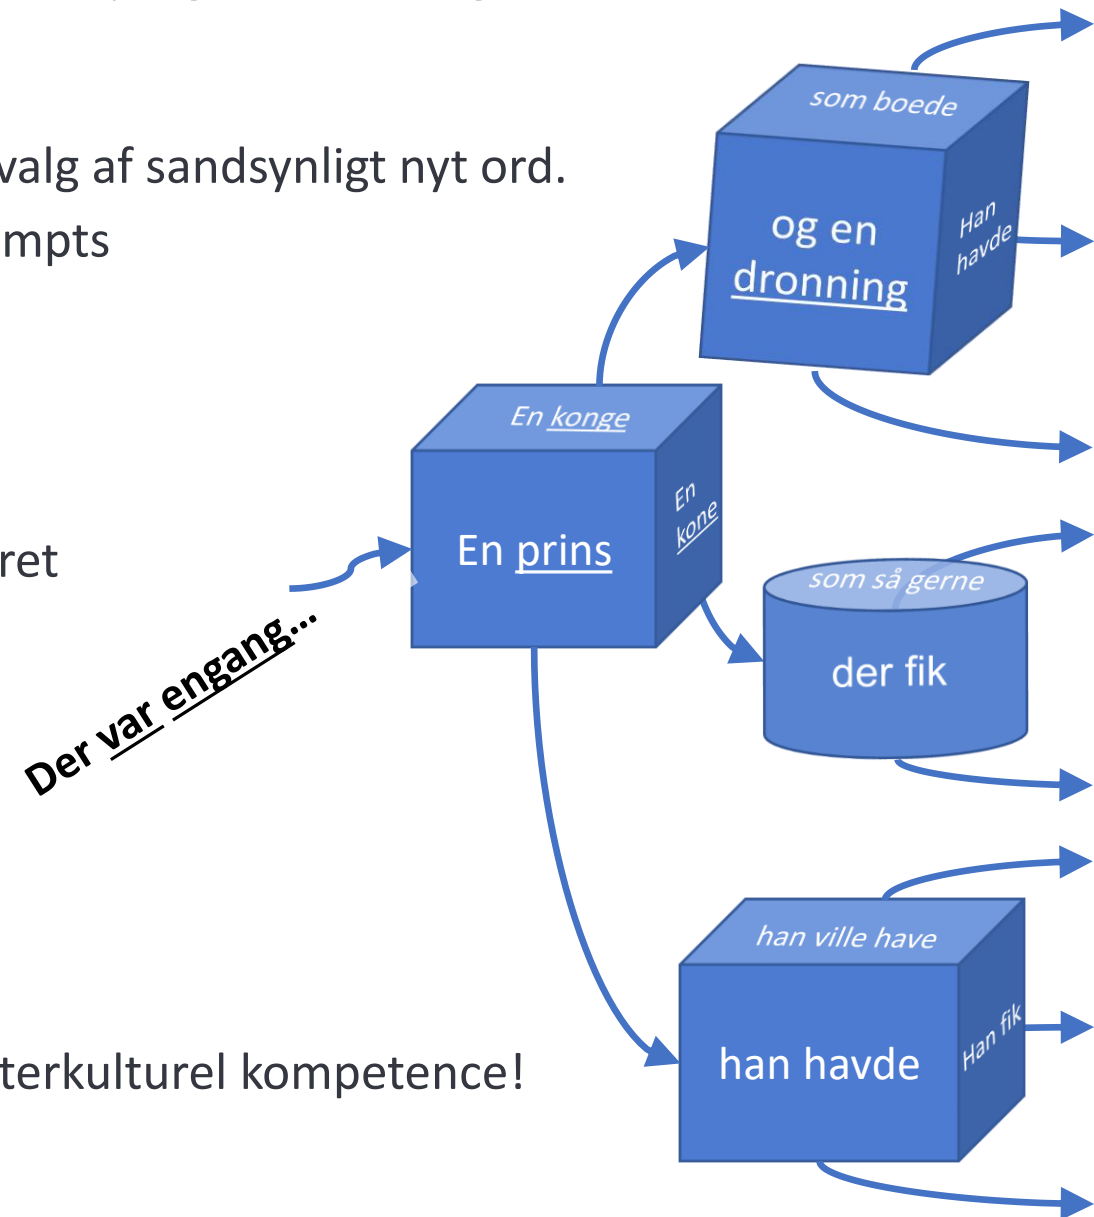 valg af sandsynligt nyt ord.
mpts
ret
terkulturel kompetence!
Der var engang...
En konge
En prins
En
kone
som boede
og en
dronning
Han
havde
som så gerne
der fik
han ville have
han havde
Han fik